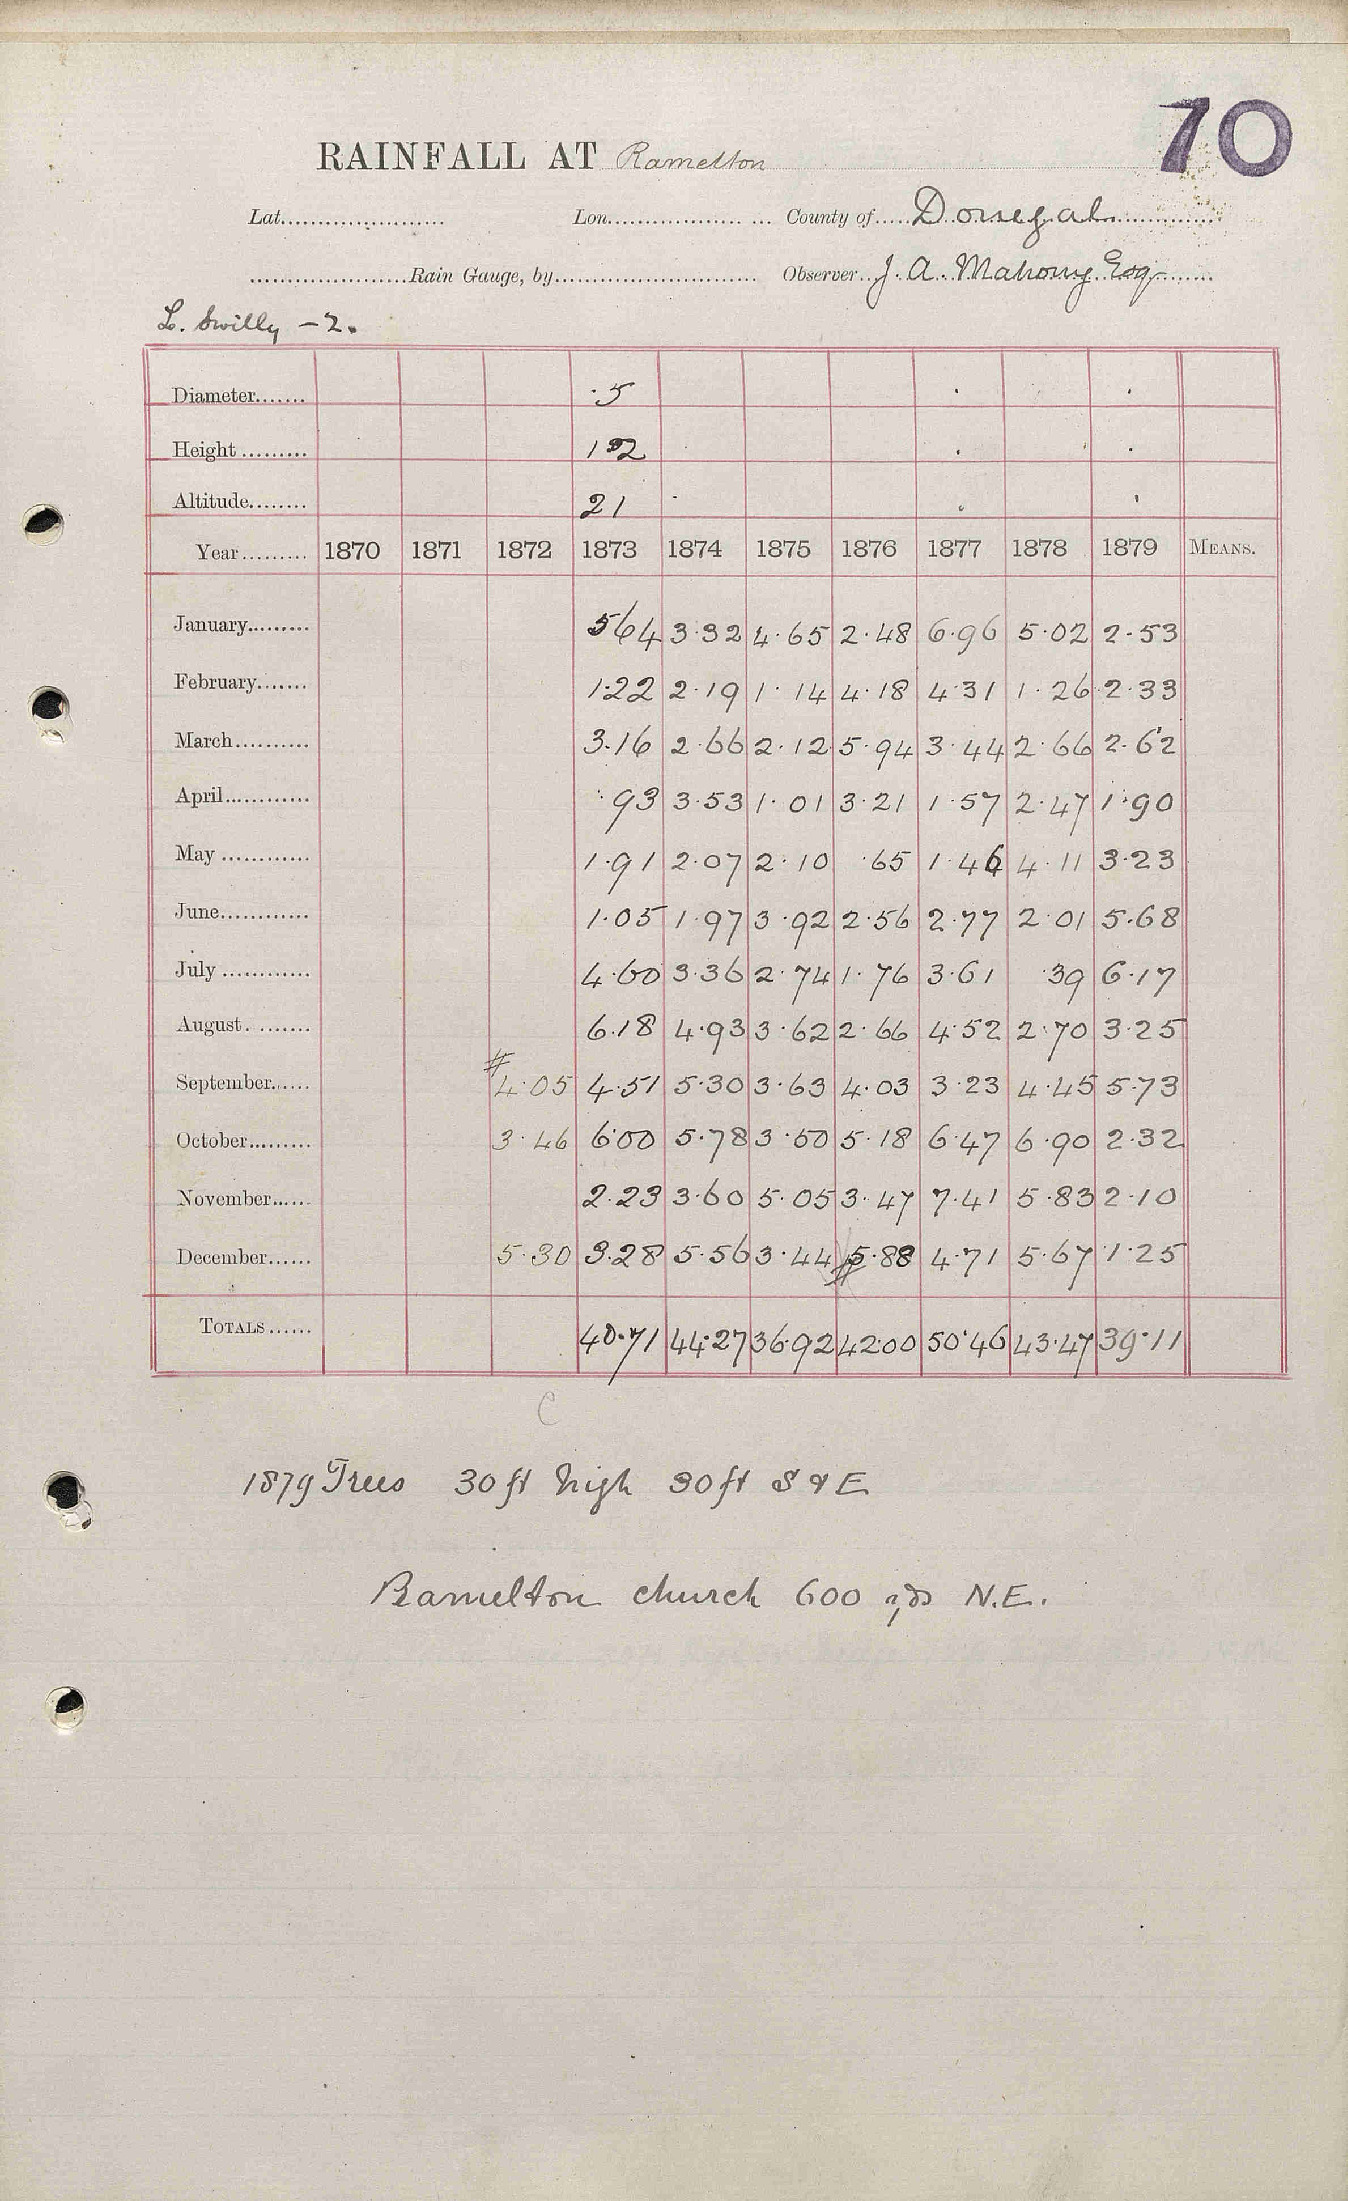 70
RAINFALL AT Ramelton
Lat. Lon. County of Donegal
Rain Gauge, by Observer J. A. Mahony Esq
L. Swilly – 2.
Diameter ·5
Height
Altitude 21
Year 1870 1871 1872 1873 1874 1875 1876 1877 1878 1879 MEANS.
January 564 3·32 4·65 2·48 6·96 5·02 2·53
February 1·22 2·19 1·14 4·18 4·31 1·26 2·33
March 3·16 2·66 2·12 5·94 3·44 2·66 2·62
April ·93 3·53 1·01 3·21 1·57 2·47 1·90
May 1·91 2·07 2·10 ·65 1·46 4·11 3·23
June 1·05 1·97 3·92 2·56 2·77 2·01 5·68
July 4·60 3·36 2·74 1·76 3·61 ·39 6·17
August 6·18 4·93 3·62 2·66 4·52 2·70 3·25
September # 4·05 4·51 5·30 3·63 4·03 3·23 4·45 5·73
October 3·46 6·00 5·78 3·50 5·18 6·47 6·90 2·32
November 2·23 3·60 5·05 3·47 7·41 5·83 2·10
December 5·30 3·28 5·56 3·44 # 5·88 4·71 5·67 1·25
TOTALS 40·71 44·27 36·92 42·00 50·46 43·47 39·11
C
1879 Trees 30 ft high 30 ft S & E
Ramelton church 600 yds N.E.